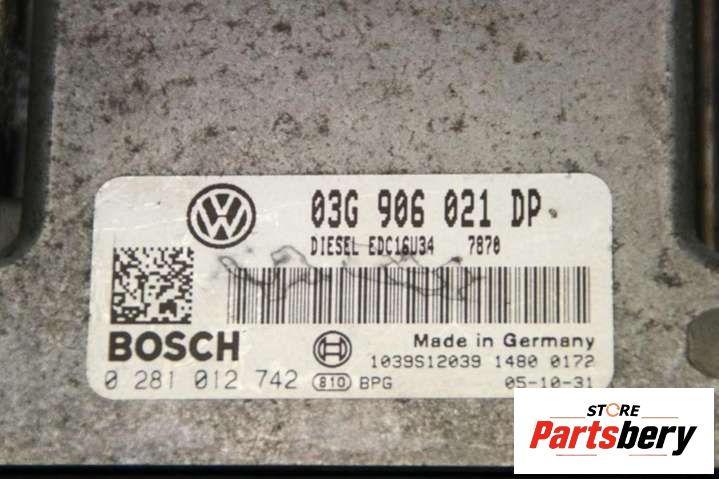 VW
03G 906 021 DP
DIESEL EDC16U34 7870
BOSCH
Made in Germany
1039S12039 1480 0172
0 281 012 742 810 BPG 05-10-31
STORE
Partsbery